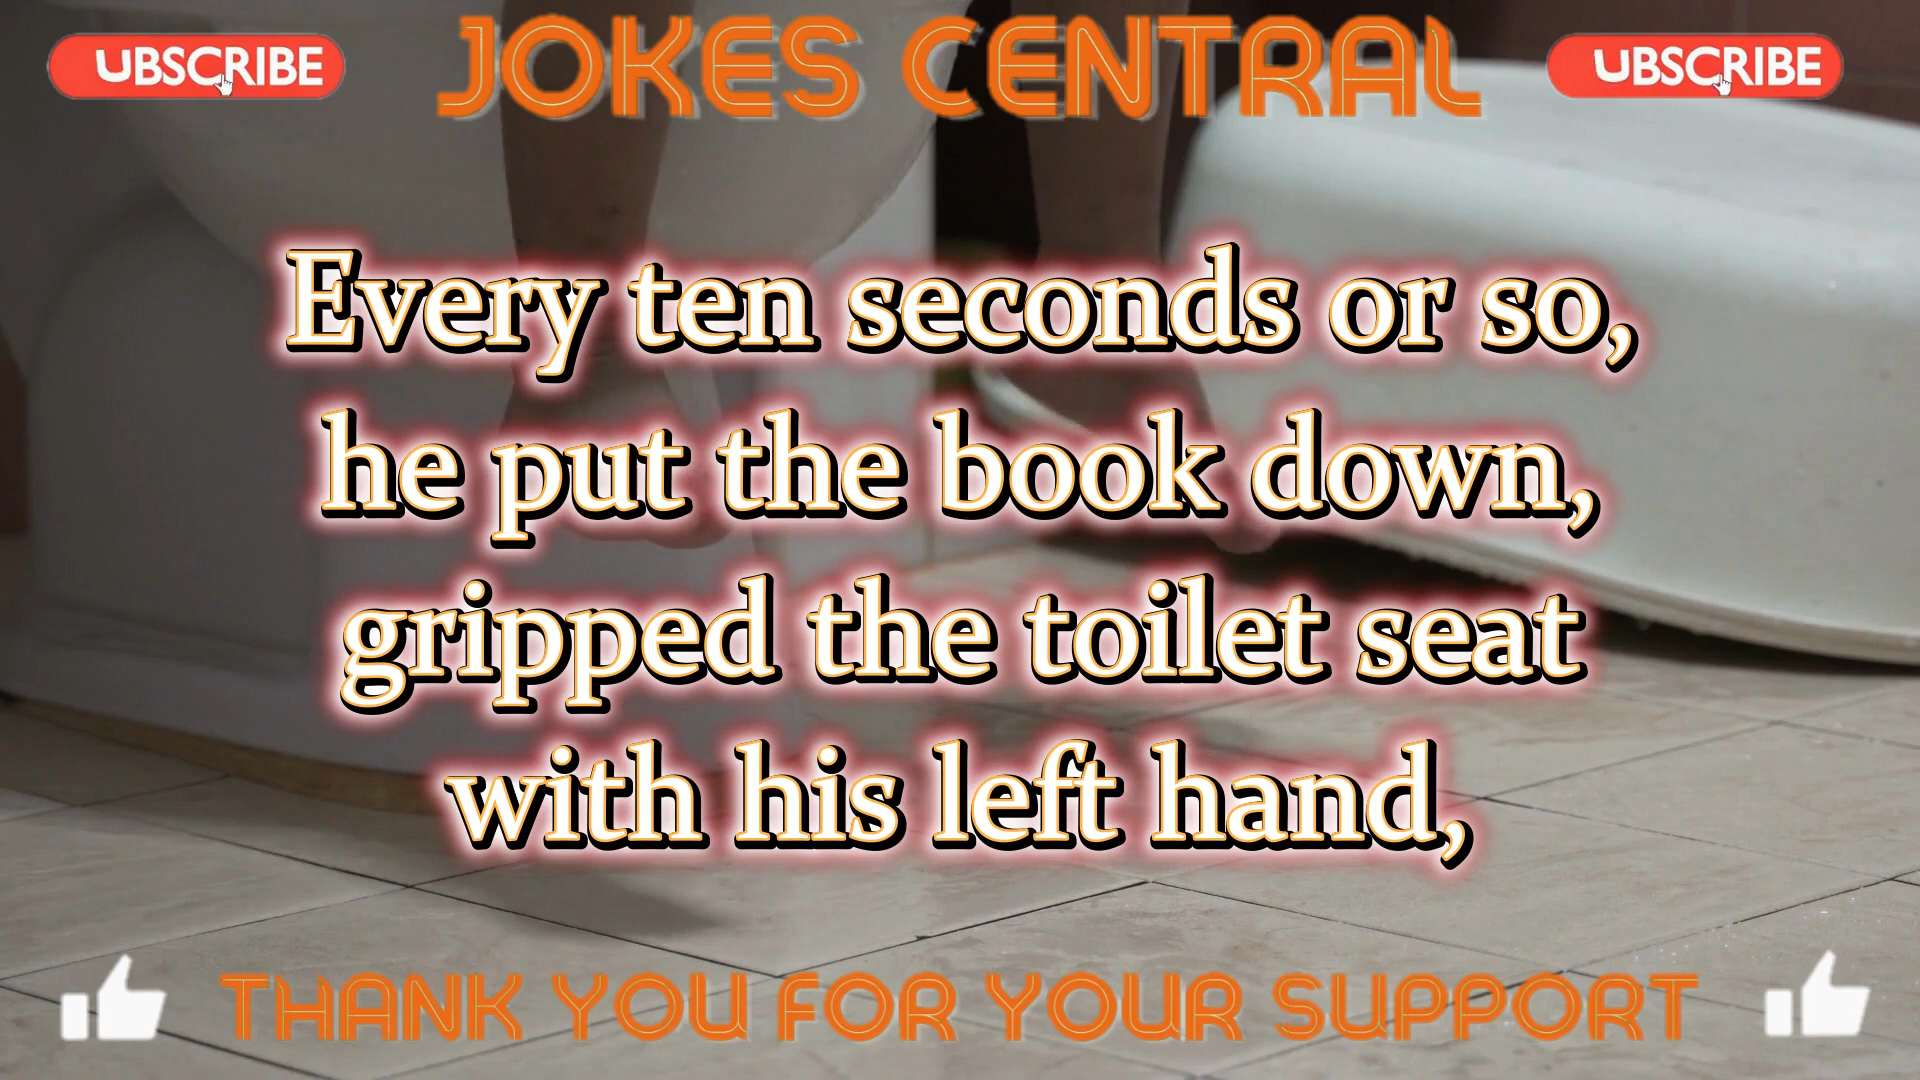 UBSCRIBE
JOKES CENTRAL
UBSCRIBE
Every ten seconds or so,
he put the book down,
gripped the toilet seat
with his left hand,
THANK YOU FOR YOUR SUPPORT